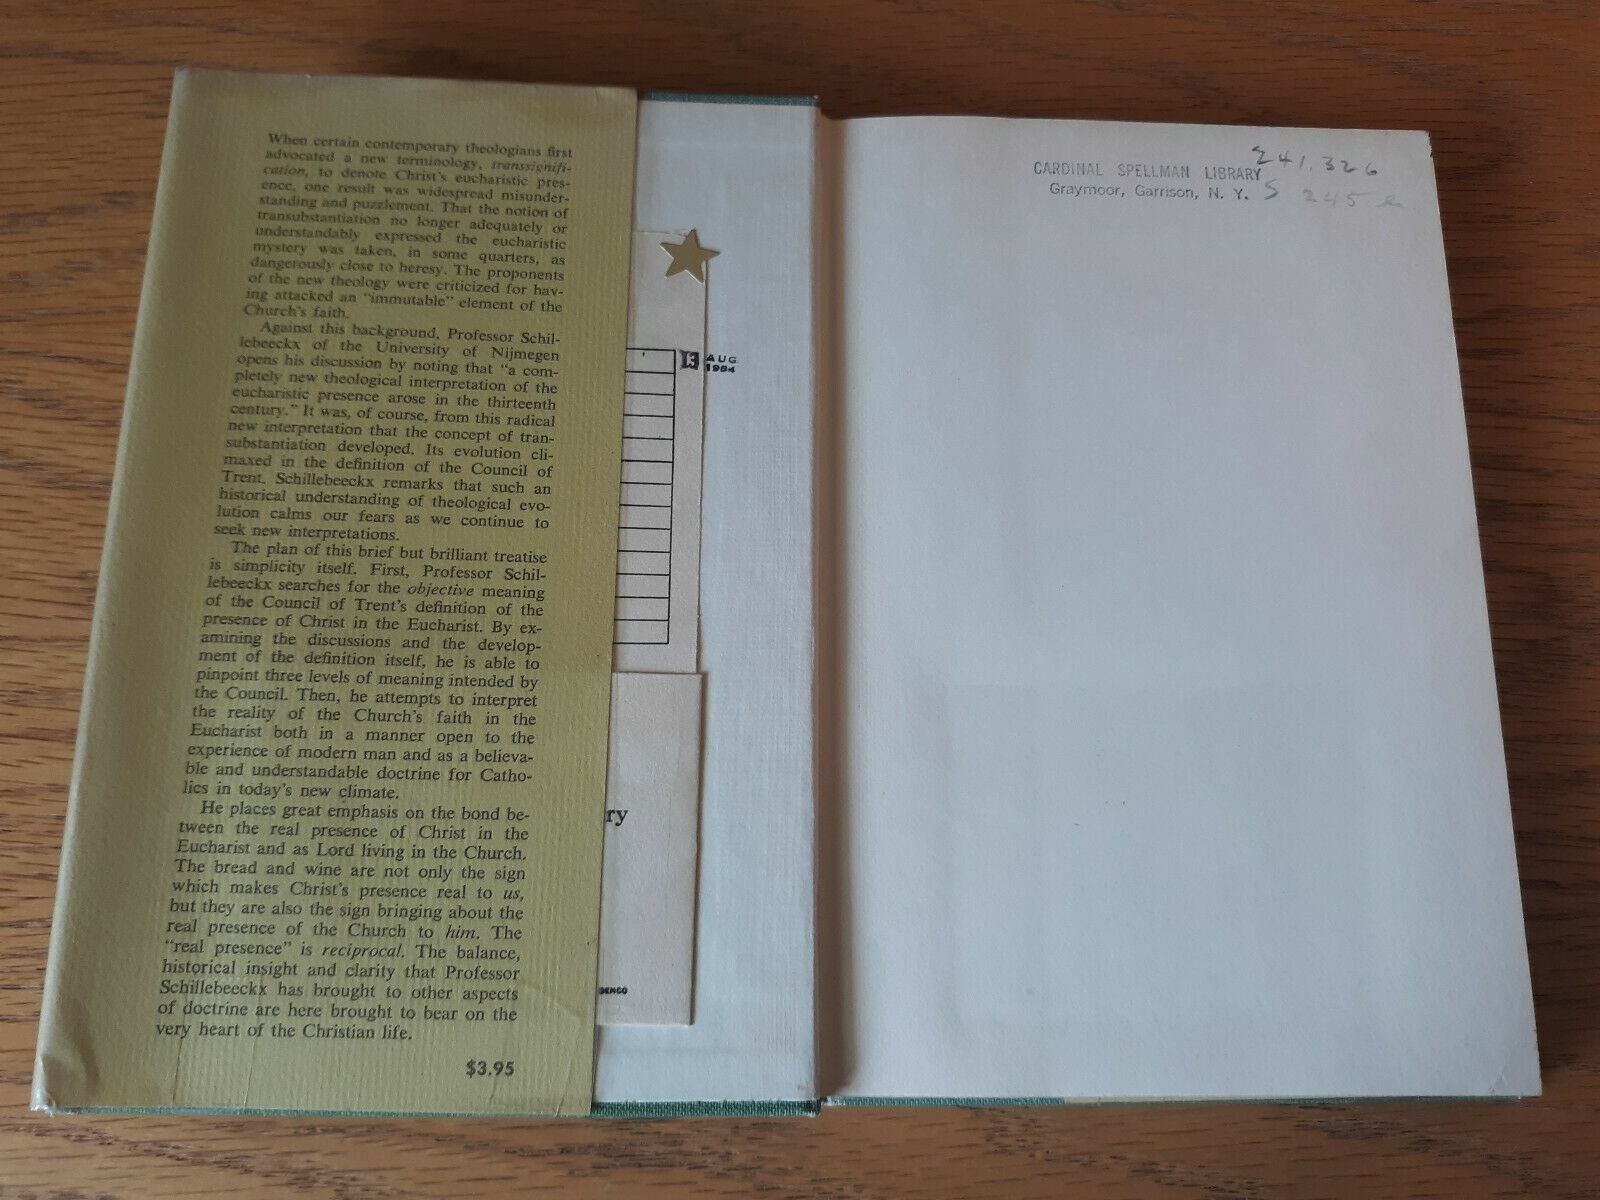 When certain contemporary theologians first
advocated a new terminology, transsignifi-
cation, to denote Christ's eucharistic pres-
ence, one result was widespread misunder-
standing and puzzlement. That the notion of
transubstantiation no longer adequately or
understandably expressed the eucharistic
mystery was taken, in some quarters, as
dangerously close to heresy. The proponents
of the new theology were criticized for hav-
ing attacked an "immutable" element of the
Church's faith.
Against this background, Professor Schil-
lebeeckx of the University of Nijmegen
opens his discussion by noting that "a com-
pletely new theological interpretation of the
eucharistic presence arose in the thirteenth
century." It was, of course, from this radical
new interpretation that the concept of tran-
substantiation developed. Its evolution cli-
maxed in the definition of the Council of
Trent. Schillebeeckx remarks that such an
historical understanding of theological evo-
lution calms our fears as we continue to
seek new interpretations.
The plan of this brief but brilliant treatise
is simplicity itself. First, Professor Schil-
lebeeckx searches for the objective meaning
of the Council of Trent's definition of the
presence of Christ in the Eucharist. By ex-
amining the discussions and the develop-
ment of the definition itself, he is able to
pinpoint three levels of meaning intended by
the Council. Then, he attempts to interpret
the reality of the Church's faith in the
Eucharist both in a manner open to the
experience of modern man and as a believa-
ble and understandable doctrine for Catho-
lics in today's new climate.
He places great emphasis on the bond be-
tween the real presence of Christ in the
Eucharist and as Lord living in the Church.
The bread and wine are not only the sign
which makes Christ's presence real to us,
but they are also the sign bringing about the
real presence of the Church to him. The
"real presence" is reciprocal. The balance,
historical insight and clarity that Professor
Schillebeeckx has brought to other aspects
of doctrine are here brought to bear on the
very heart of the Christian life.
$3.95
13 AUG
1984
ry
DEMCO
CARDINAL SPELLMAN LIBRARY
Graymoor, Garrison, N. Y.
241.326
S 245